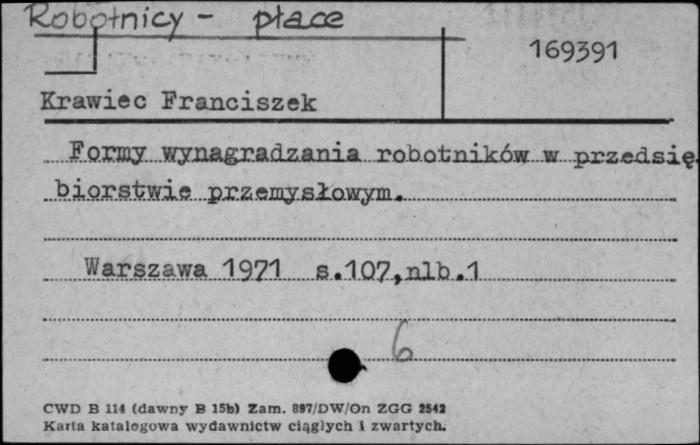 Robotnicy - płace
169391
Krawiec Franciszek
Formy wynagradzania robotników w przedsię.
biorstwie przemysłowym.
Warszawa 1971 s.107,nlb.1
6
CWD B 114 (dawny B 15b) Zam. 897/DW/On ZGG 2542
Karta katalogowa wydawnictw ciągłych i zwartych.